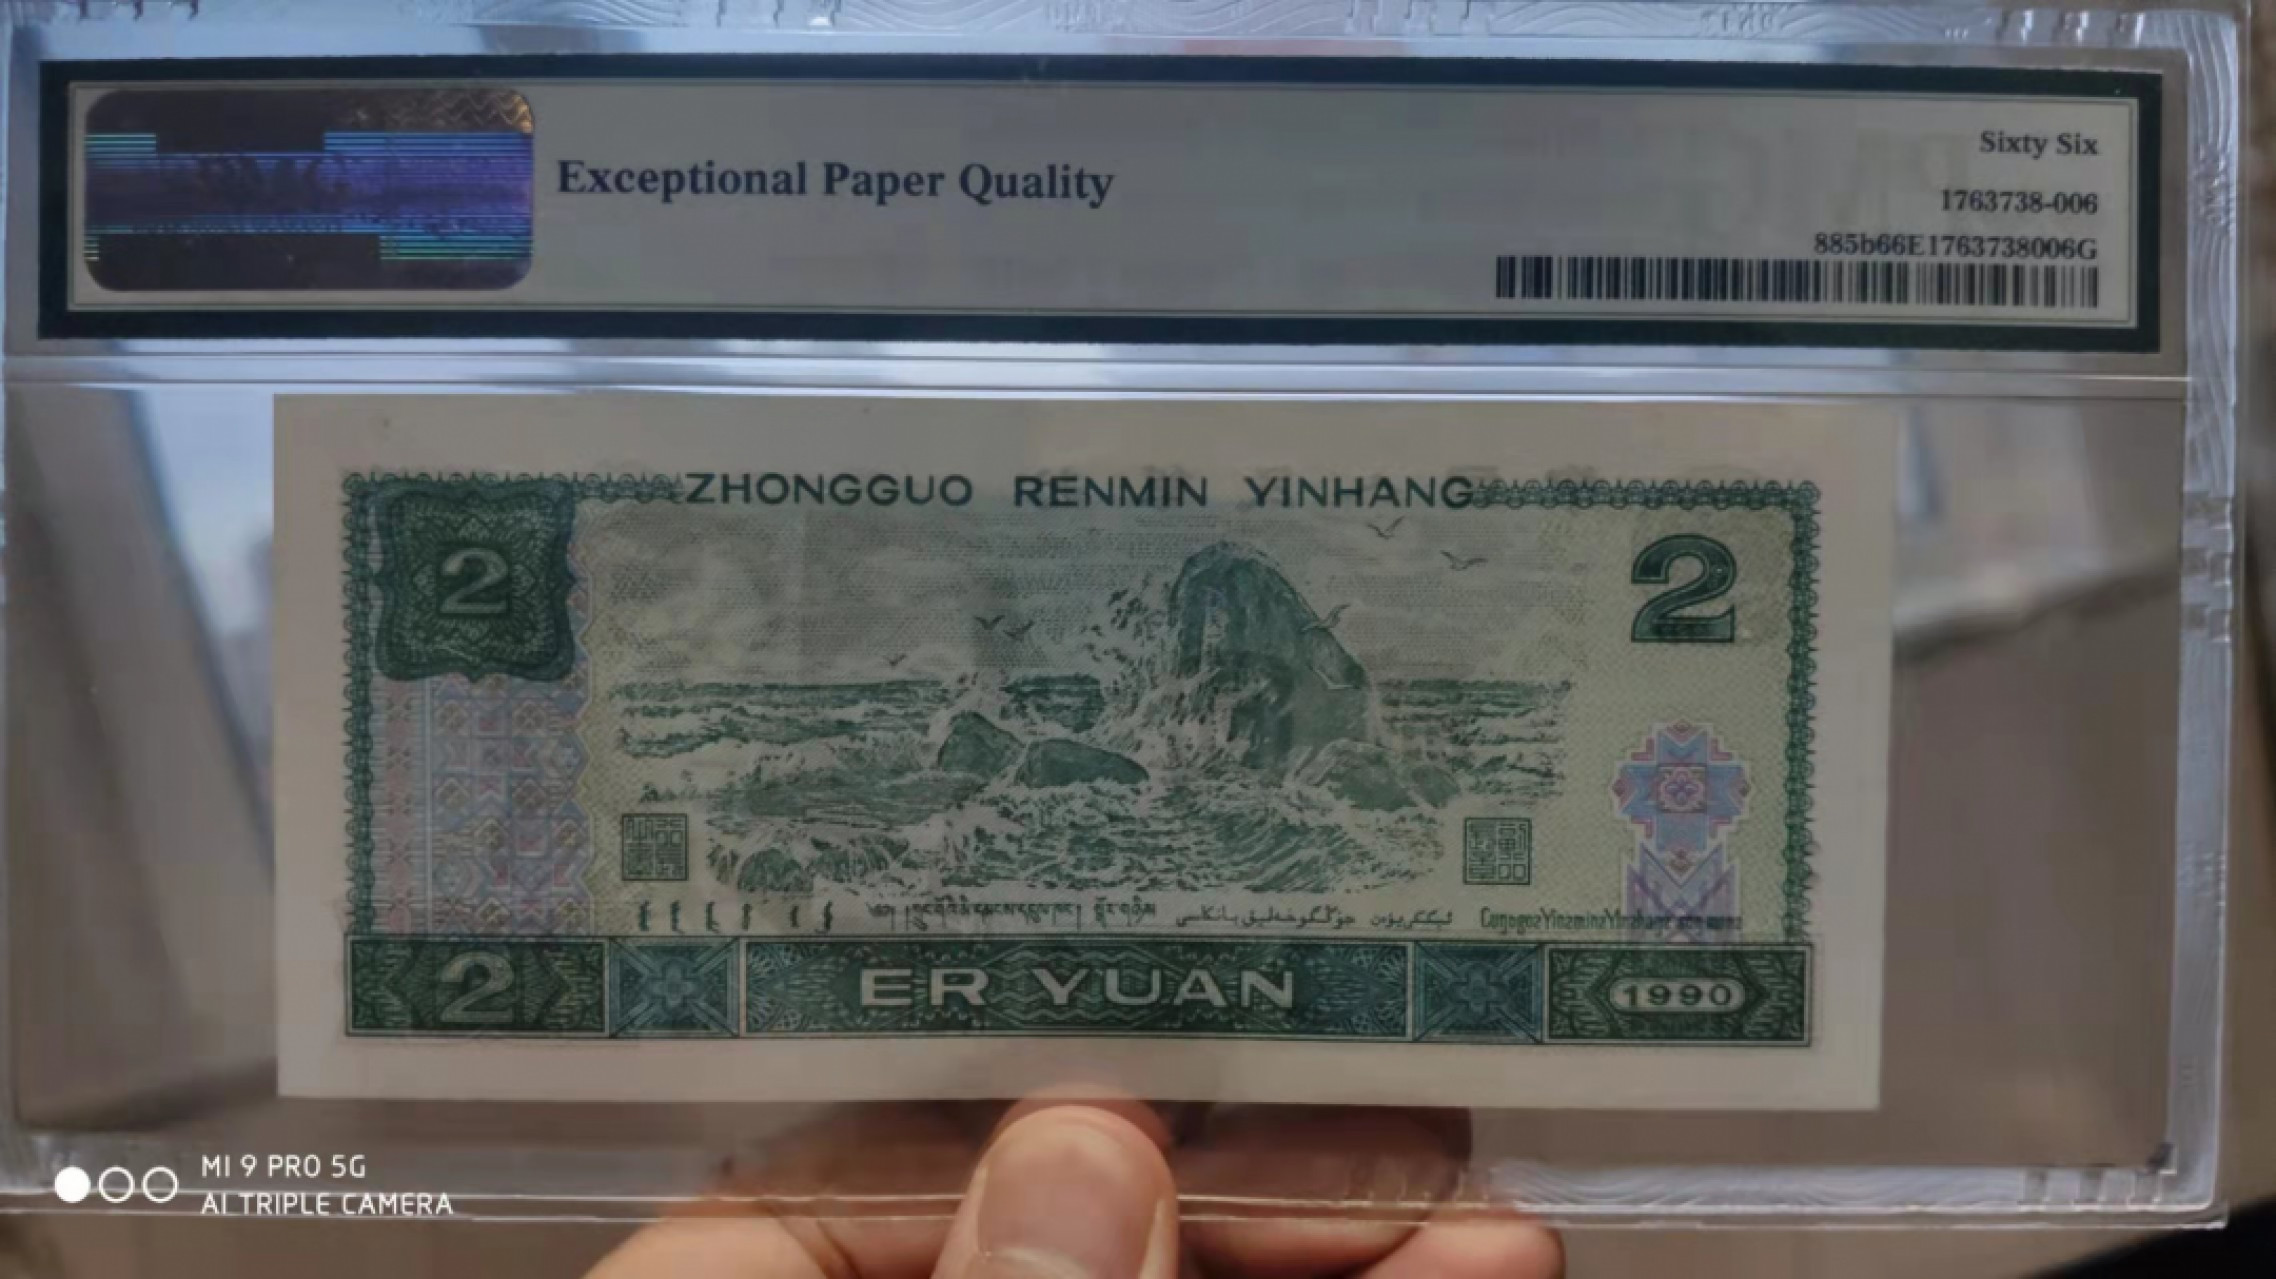 Exceptional Paper Quality
Sixty Six
1763738-006
885b66E1763738006G
ZHONGGUO RENMIN YINHANG
2
2
2
ER YUAN
1990
MI 9 PRO 5G
AI TRIPLE CAMERA